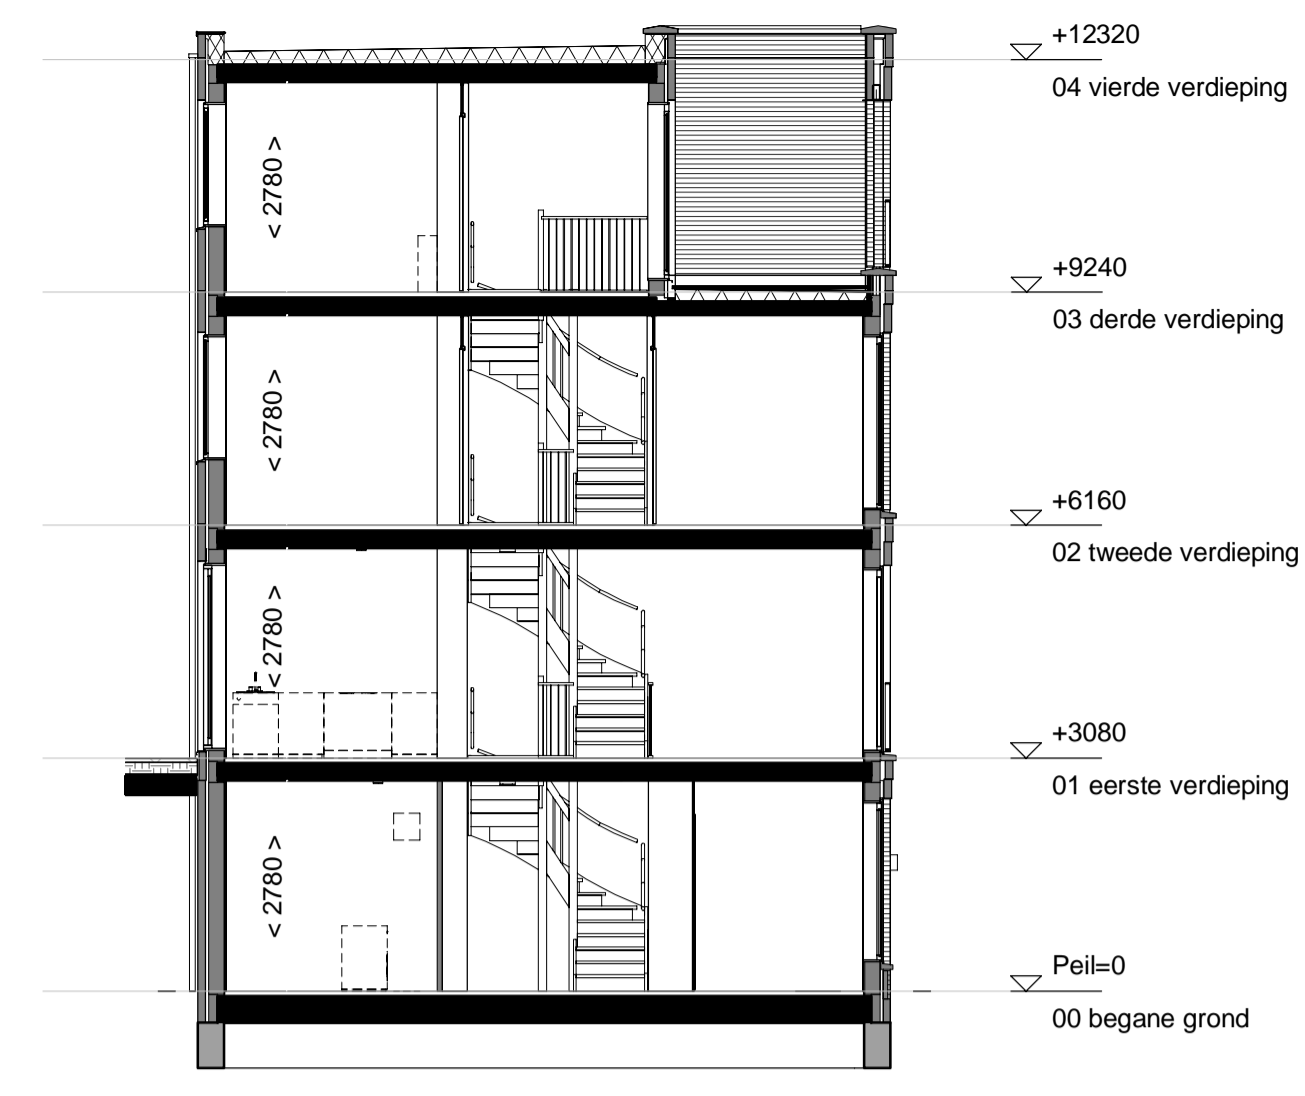 +12320
04 vierde verdieping
< 2780 >
+9240
03 derde verdieping
< 2780 >
+6160
02 tweede verdieping
< 2780 >
+3080
01 eerste verdieping
< 2780 >
Peil=0
00 begane grond